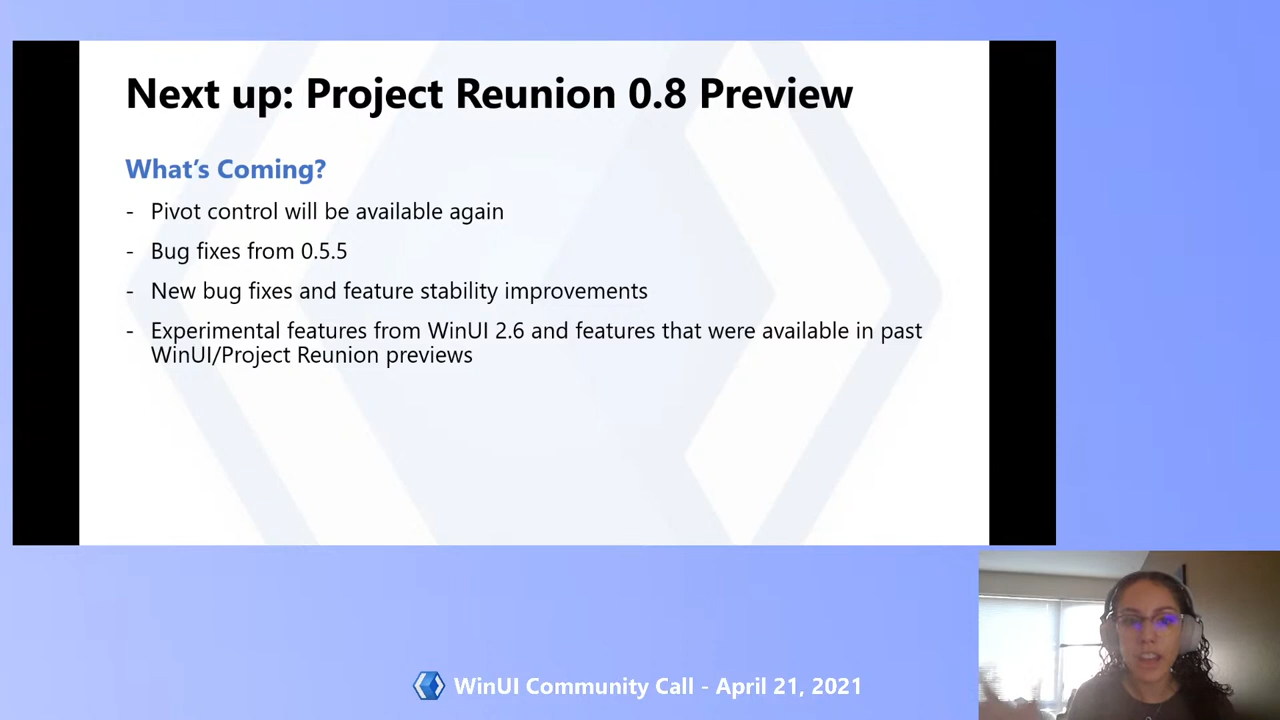 Next up: Project Reunion 0.8 Preview
What’s Coming?
- Pivot control will be available again
- Bug fixes from 0.5.5
- New bug fixes and feature stability improvements
- Experimental features from WinUI 2.6 and features that were available in past
WinUI/Project Reunion previews
WinUI Community Call - April 21, 2021